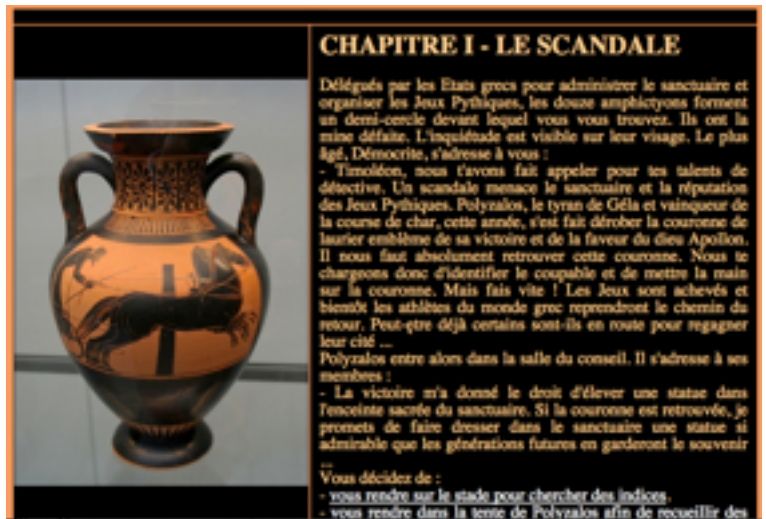 CHAPITRE I - LE SCANDALE
Délégués par les Etats grecs pour administrer le sanctuaire et
organiser les Jeux Pythiques, les douze amphictyons forment
un demi-cercle devant lequel vous vous trouvez. Ils ont la
mine défaite. L'inquiétude est visible sur leur visage. Le plus
âgé, Démocrite, s'adresse à vous :
- Timoléon, nous t'avons fait appeler pour tes talents de
détective. Un scandale menace le sanctuaire et la réputation
des Jeux Pythiques. Polyzalos, le tyran de Géla et vainqueur de
la course de char, cette année, s'est fait dérober la couronne de
laurier emblème de sa victoire et de la faveur du dieu Apollon.
Il nous faut absolument retrouver cette couronne. Nous te
chargeons donc d'identifier le coupable et de mettre la main
sur la couronne. Mais fais vite ! Les Jeux sont achevés et
bientôt les athlètes du monde grec reprendront le chemin du
retour. Peut-être déjà certains sont-ils en route pour regagner
leur cité ...
Polyzalos entre alors dans la salle du conseil. Il s'adresse à ses
membres :
- La victoire m'a donné le droit d'élever une statue dans
l'enceinte sacrée du sanctuaire. Si la couronne est retrouvée, je
promets de faire dresser dans le sanctuaire une statue si
admirable que les générations futures en garderont le souvenir
...
Vous décidez de :
- vous rendre sur le stade pour chercher des indices.
- vous rendre dans la tente de Polyzalos afin de recueillir des